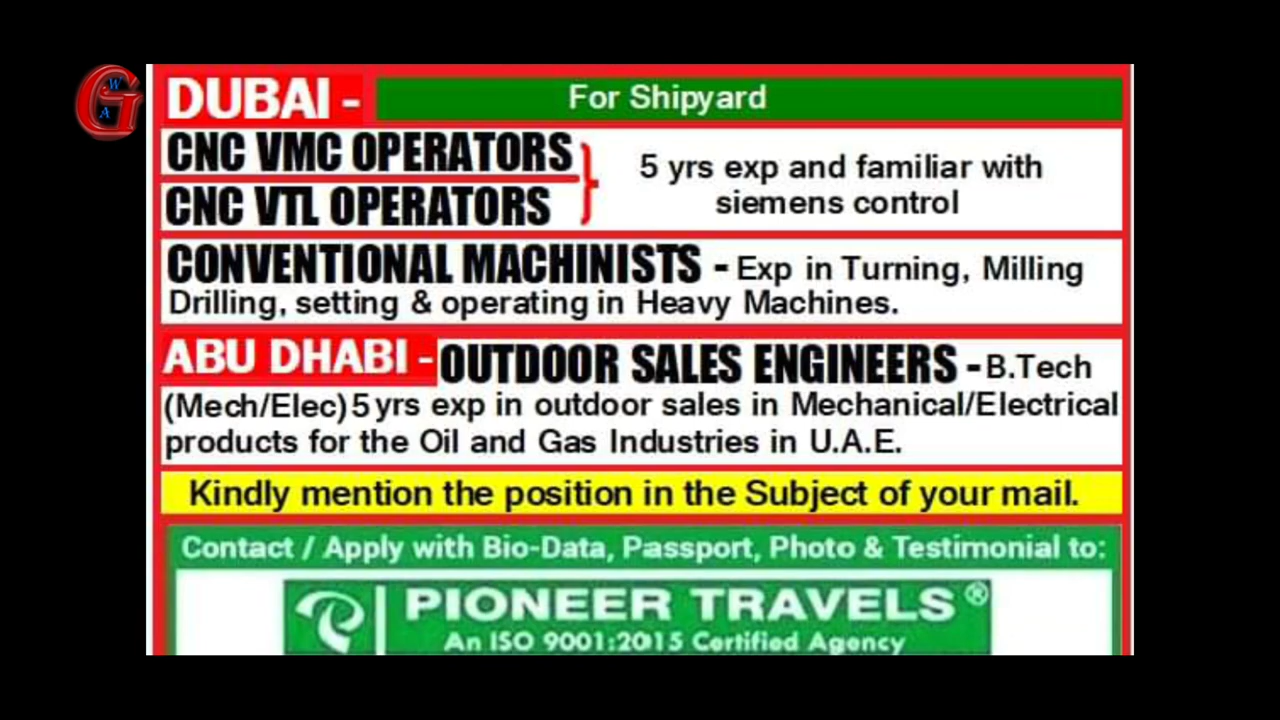 GWA
DUBAI - For Shipyard
CNC VMC OPERATORS
CNC VTL OPERATORS
5 yrs exp and familiar with
siemens control
CONVENTIONAL MACHINISTS - Exp in Turning, Milling
Drilling, setting & operating in Heavy Machines.
ABU DHABI - OUTDOOR SALES ENGINEERS - B.Tech
(Mech/Elec) 5 yrs exp in outdoor sales in Mechanical/Electrical
products for the Oil and Gas Industries in U.A.E.
Kindly mention the position in the Subject of your mail.
Contact / Apply with Bio-Data, Passport, Photo & Testimonial to:
PIONEER TRAVELS ®
An ISO 9001:2015 Certified Agency